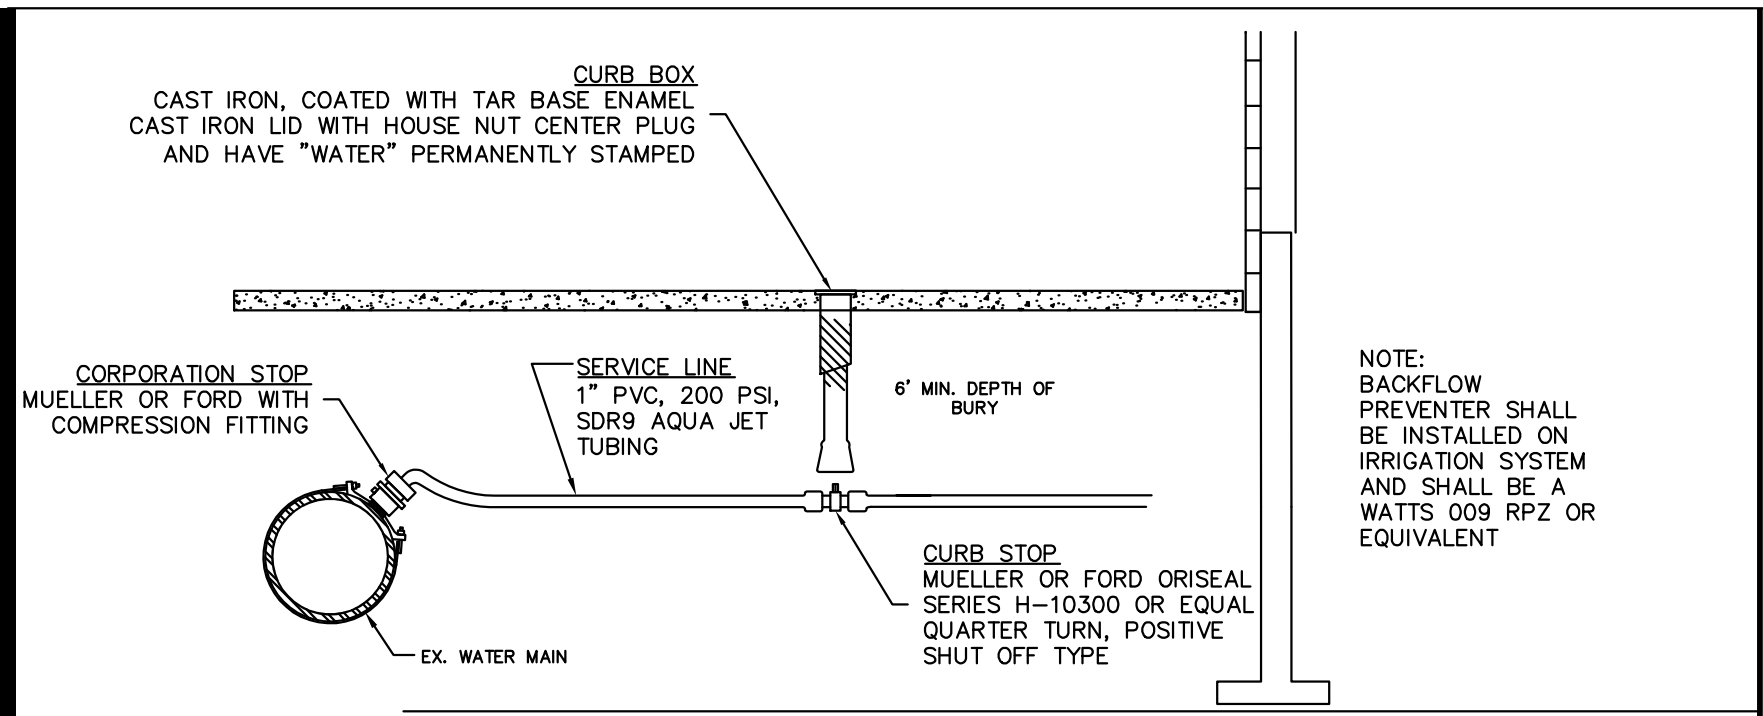 CURB BOX
CAST IRON, COATED WITH TAR BASE ENAMEL
CAST IRON LID WITH HOUSE NUT CENTER PLUG
AND HAVE "WATER" PERMANENTLY STAMPED
CORPORATION STOP
MUELLER OR FORD WITH
COMPRESSION FITTING
SERVICE LINE
1" PVC, 200 PSI,
SDR9 AQUA JET
TUBING
6' MIN. DEPTH OF
BURY
NOTE:
BACKFLOW
PREVENTER SHALL
BE INSTALLED ON
IRRIGATION SYSTEM
AND SHALL BE A
WATTS 009 RPZ OR
EQUIVALENT
CURB STOP
MUELLER OR FORD ORISEAL
SERIES H-10300 OR EQUAL
QUARTER TURN, POSITIVE
SHUT OFF TYPE
EX. WATER MAIN